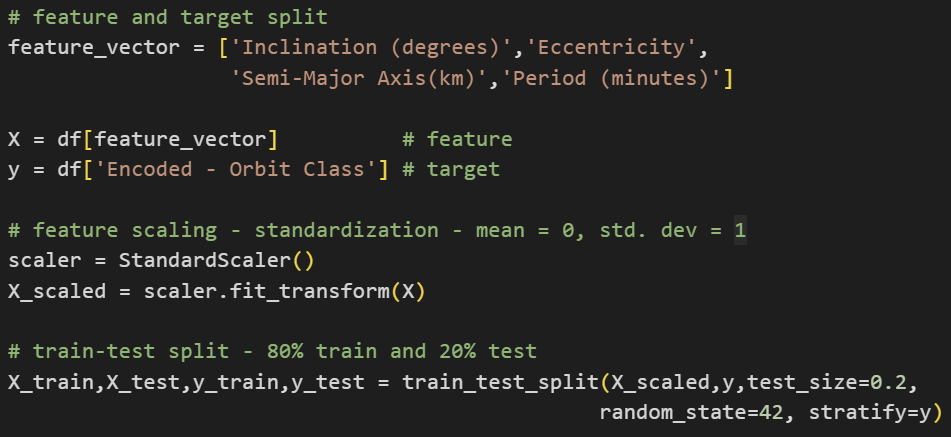 # feature and target split
feature_vector = ['Inclination (degrees)','Eccentricity',
                  'Semi-Major Axis(km)','Period (minutes)']
X = df[feature_vector]          # feature
y = df['Encoded - Orbit Class'] # target
# feature scaling - standardization - mean = 0, std. dev = 1
scaler = StandardScaler()
X_scaled = scaler.fit_transform(X)
# train-test split - 80% train and 20% test
X_train,X_test,y_train,y_test = train_test_split(X_scaled,y,test_size=0.2,
                                                 random_state=42, stratify=y)